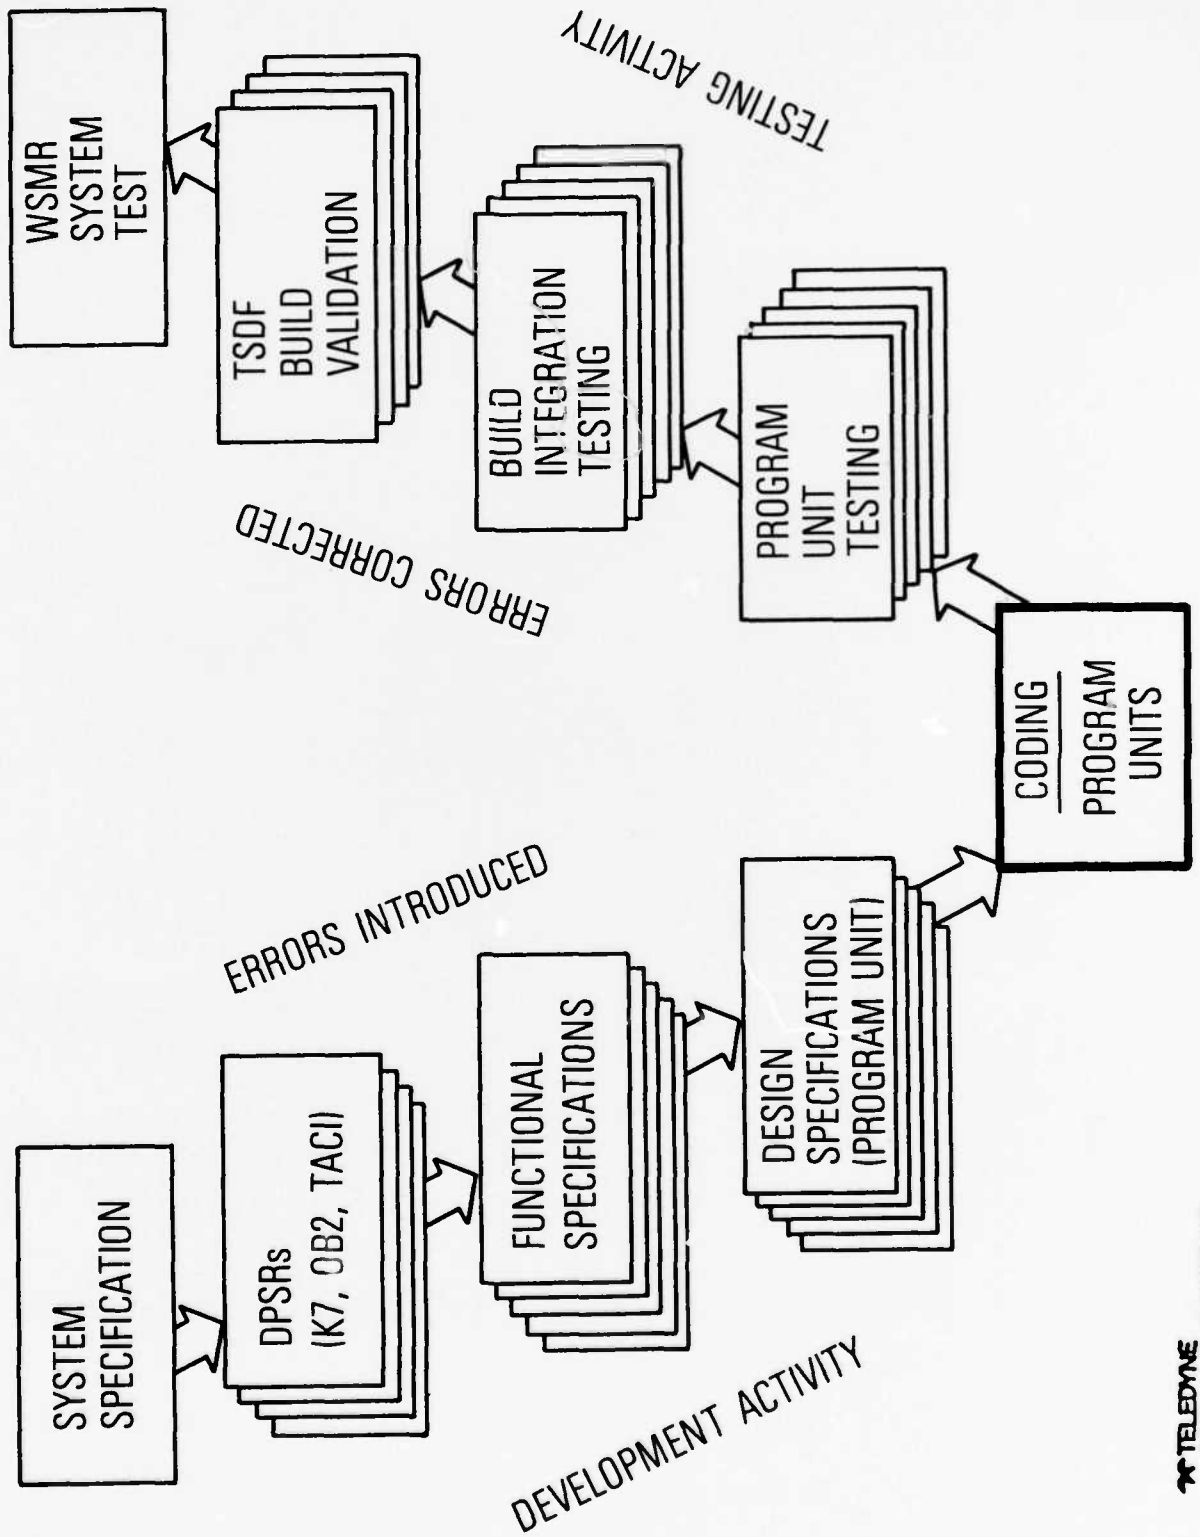 SYSTEM
SPECIFICATION
DPSRs
(K7, OB2, TACI)
FUNCTIONAL
SPECIFICATIONS
DESIGN
SPECIFICATIONS
(PROGRAM UNIT)
DEVELOPMENT ACTIVITY
ERRORS INTRODUCED
CODING
PROGRAM
UNITS
ERRORS CORRECTED
WSMR
SYSTEM
TEST
TSDF
BUILD
VALIDATION
BUILD
INTEGRATION
TESTING
PROGRAM
UNIT
TESTING
TESTING ACTIVITY
TELEDYNE